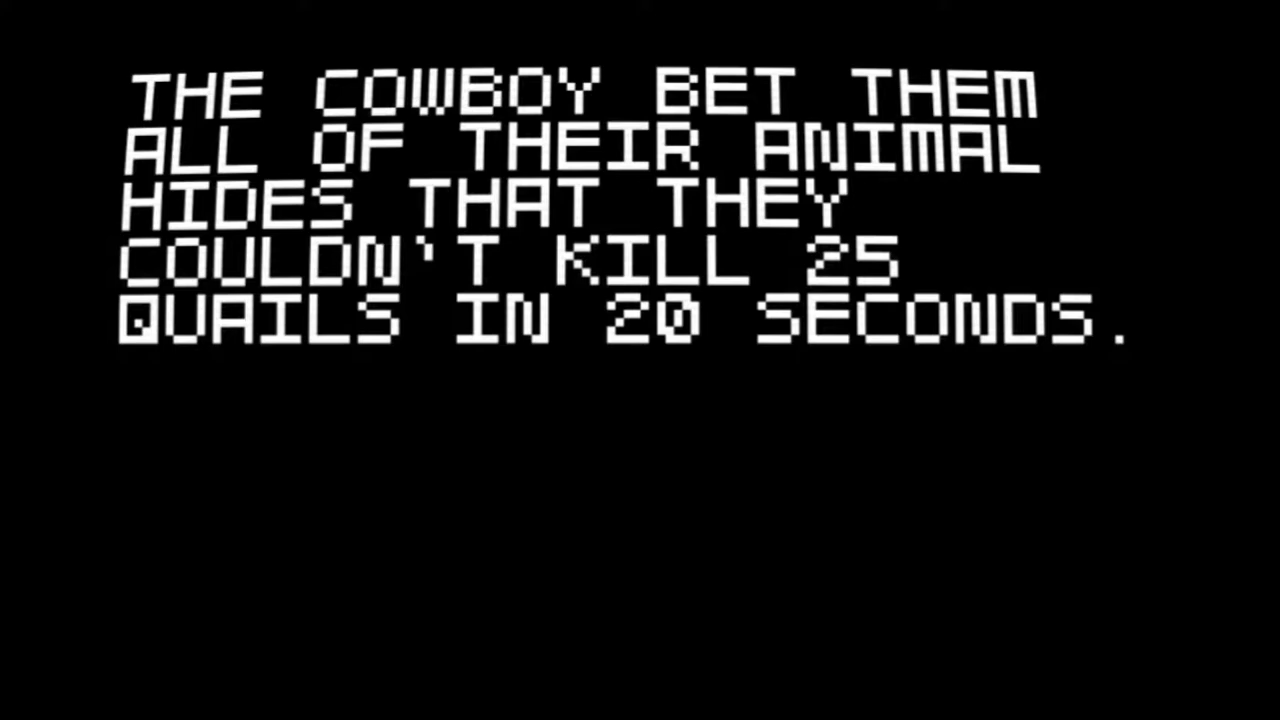 THE COWBOY BET THEM
ALL OF THEIR ANIMAL
HIDES THAT THEY
COULDN'T KILL 25
QUAILS IN 20 SECONDS.